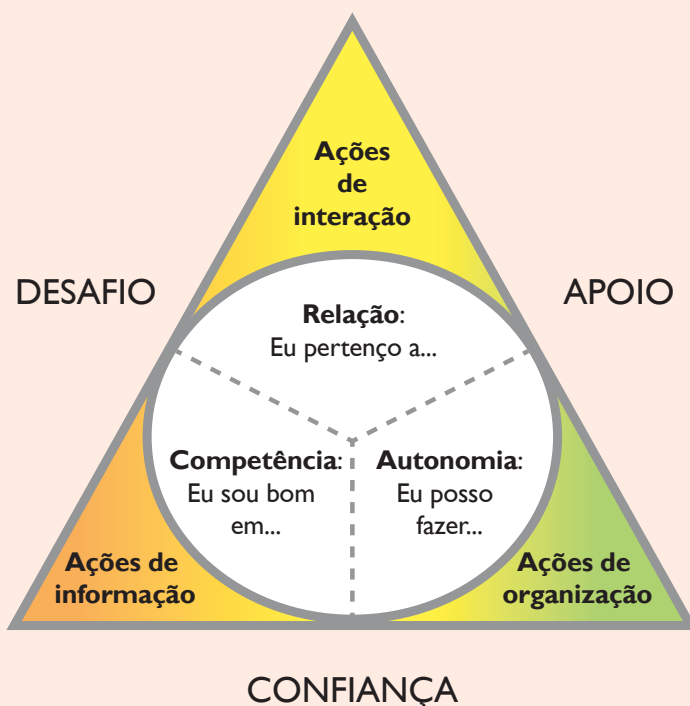 Ações
de
interação
DESAFIO
APOIO
Relação:
Eu pertenço a...
Competência:
Eu sou bom
em...
Autonomia:
Eu posso
fazer...
Ações de
informação
Ações de
organização
CONFIANÇA